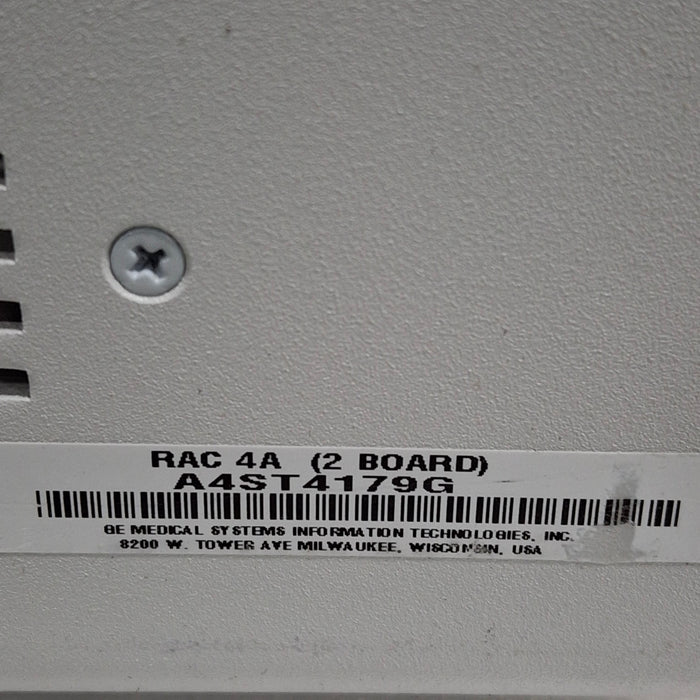 RAC 4A (2 BOARD)
A4ST4179G
GE MEDICAL SYSTEMS INFORMATION TECHNOLOGIES, INC.
8200 W. TOWER AVE MILWAUKEE, WISCONSIN, USA